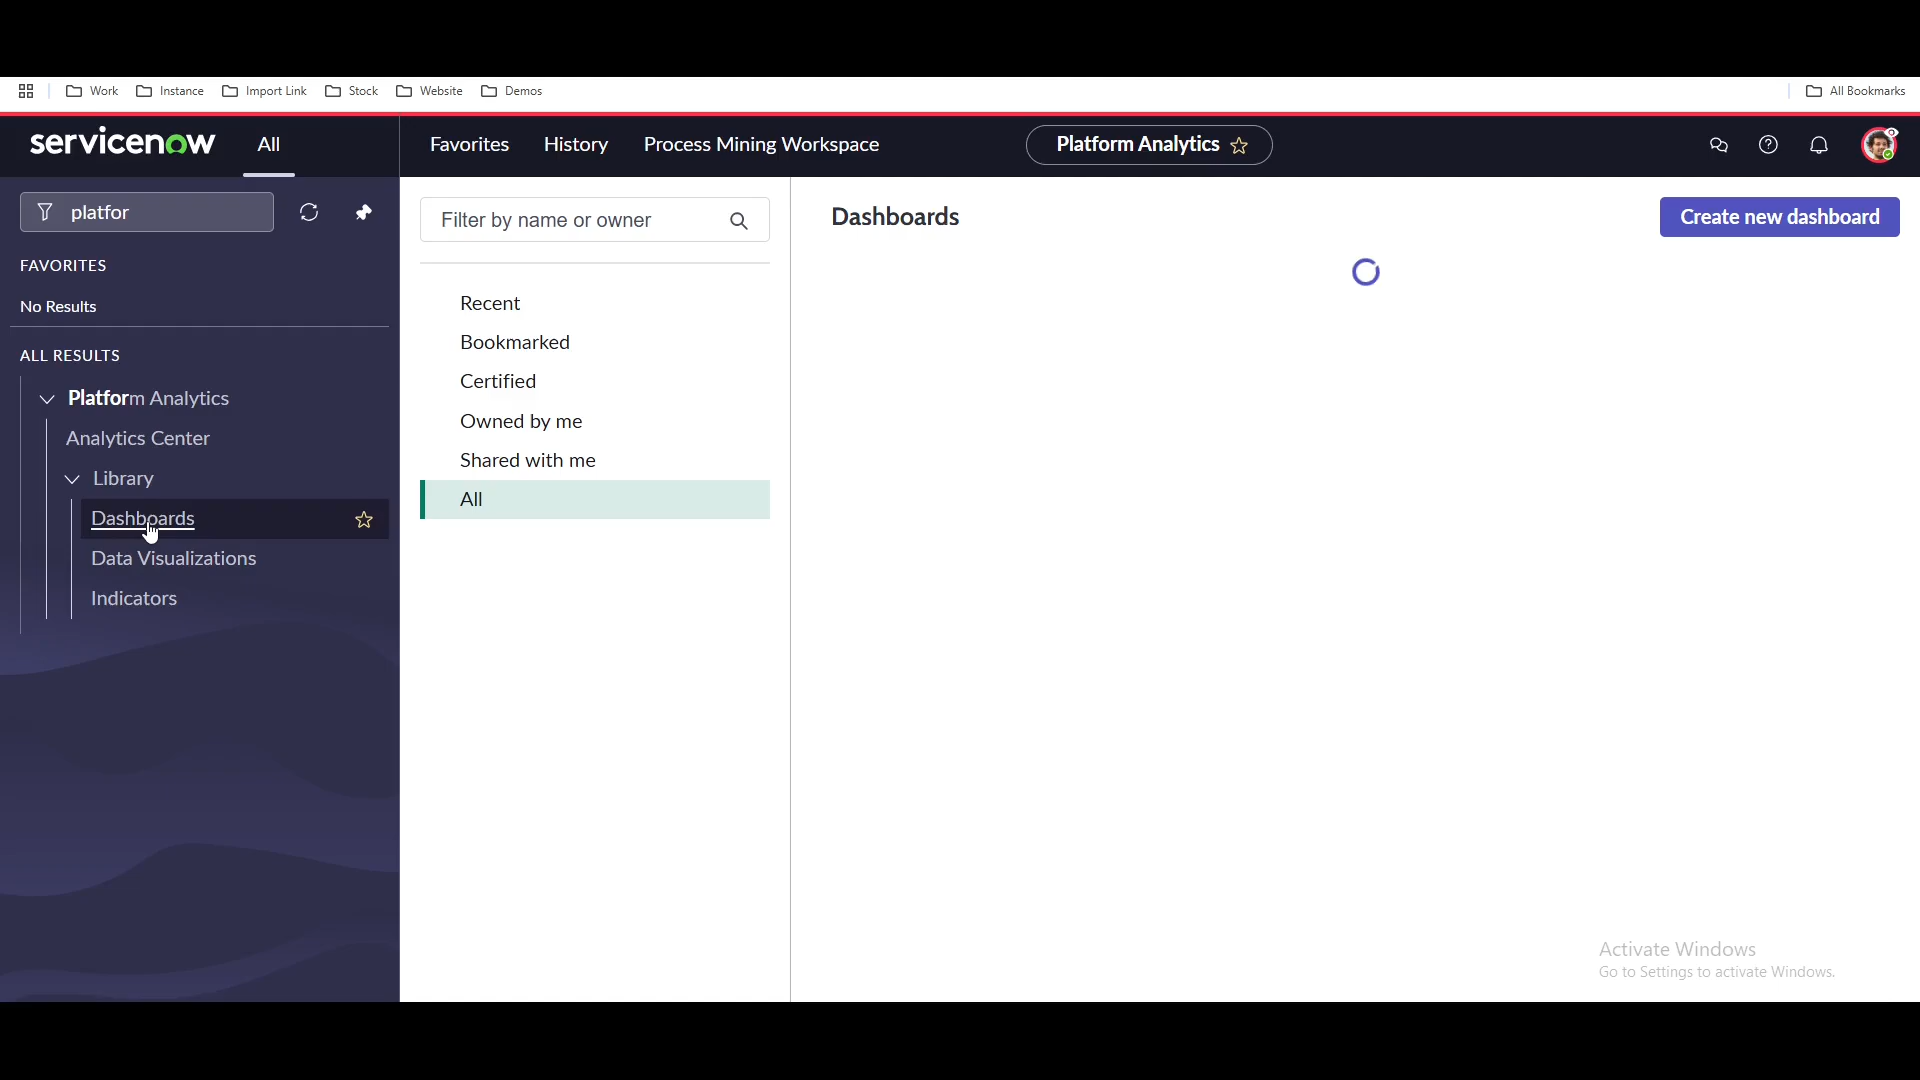 Work Instance Import Link Stock Website Demos All Bookmarks
servicenow All Favorites History Process Mining Workspace Platform Analytics
platfor
FAVORITES
No Results
ALL RESULTS
Platform Analytics
Analytics Center
Library
Dashboards
Data Visualizations
Indicators
Filter by name or owner
Recent
Bookmarked
Certified
Owned by me
Shared with me
All
Dashboards Create new dashboard
Activate Windows
Go to Settings to activate Windows.